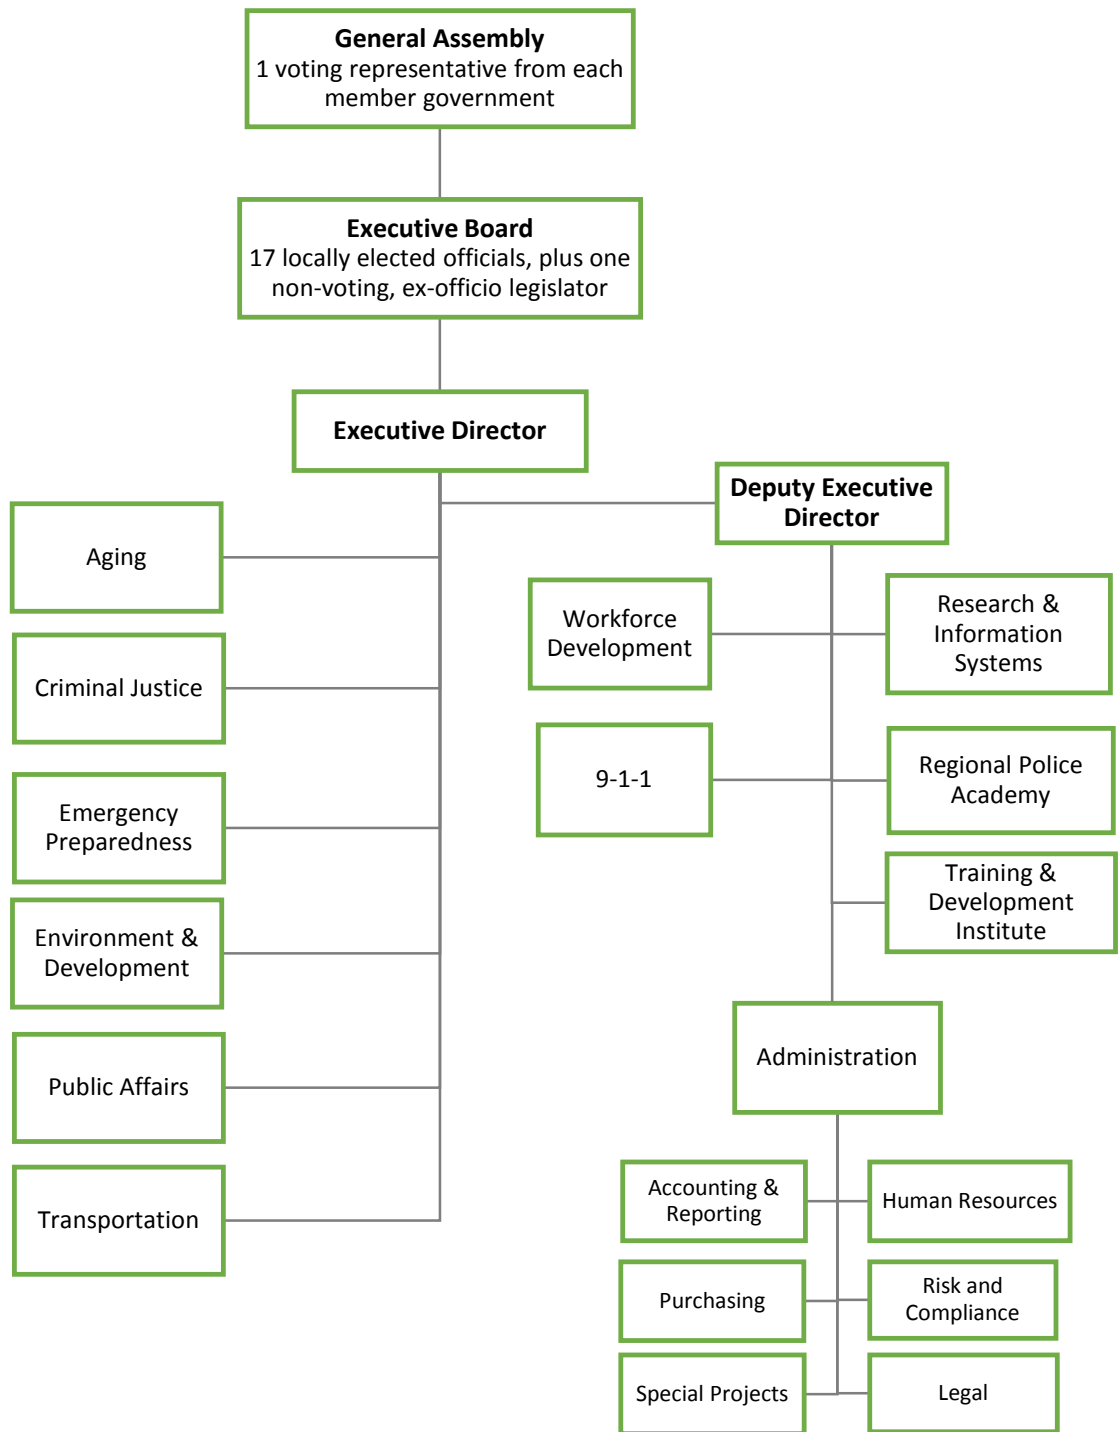 General Assembly
1 voting representative from each
member government
Executive Board
17 locally elected officials, plus one
non-voting, ex-officio legislator
Executive Director
Deputy Executive
Director
Aging
Criminal Justice
Emergency
Preparedness
Environment &
Development
Public Affairs
Transportation
Workforce
Development
Research &
Information
Systems
9-1-1
Regional Police
Academy
Training &
Development
Institute
Administration
Accounting &
Reporting
Human Resources
Purchasing
Risk and
Compliance
Special Projects
Legal